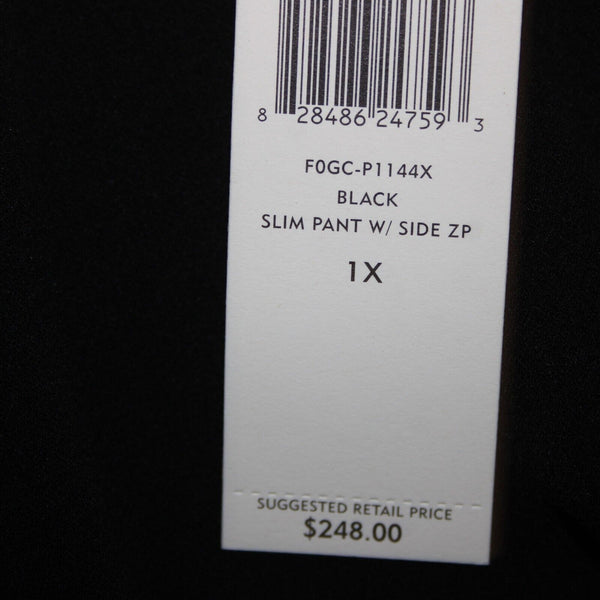 8 28486 24759 3
F0GC-P1144X
BLACK
SLIM PANT W/ SIDE ZP
1X
SUGGESTED RETAIL PRICE
$248.00